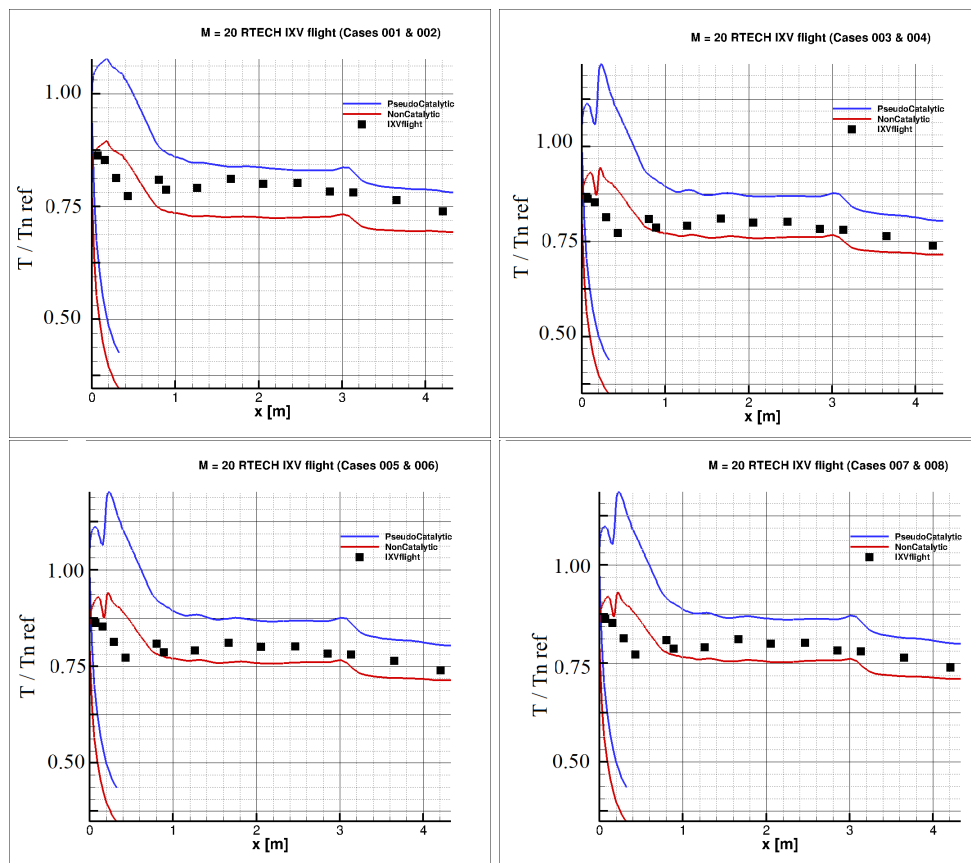 M = 20 RTECH IXV flight (Cases 001 & 002)
1.00
PseudoCatalytic
NonCatalytic
IXVflight
0.75
T / Tn ref
0.50
0 1 2 3 4
x [m]
M = 20 RTECH IXV flight (Cases 003 & 004)
PseudoCatalytic
NonCatalytic
IXVflight
1.00
0.75
T / Tn ref
0.50
0 1 2 3 4
x [m]
M = 20 RTECH IXV flight (Cases 005 & 006)
PseudoCatalytic
NonCatalytic
IXVflight
1.00
0.75
T / Tn ref
0.50
0 1 2 3 4
x [m]
M = 20 RTECH IXV flight (Cases 007 & 008)
PseudoCatalytic
NonCatalytic
IXVflight
1.00
0.75
T / Tn ref
0.50
0 1 2 3 4
x [m]